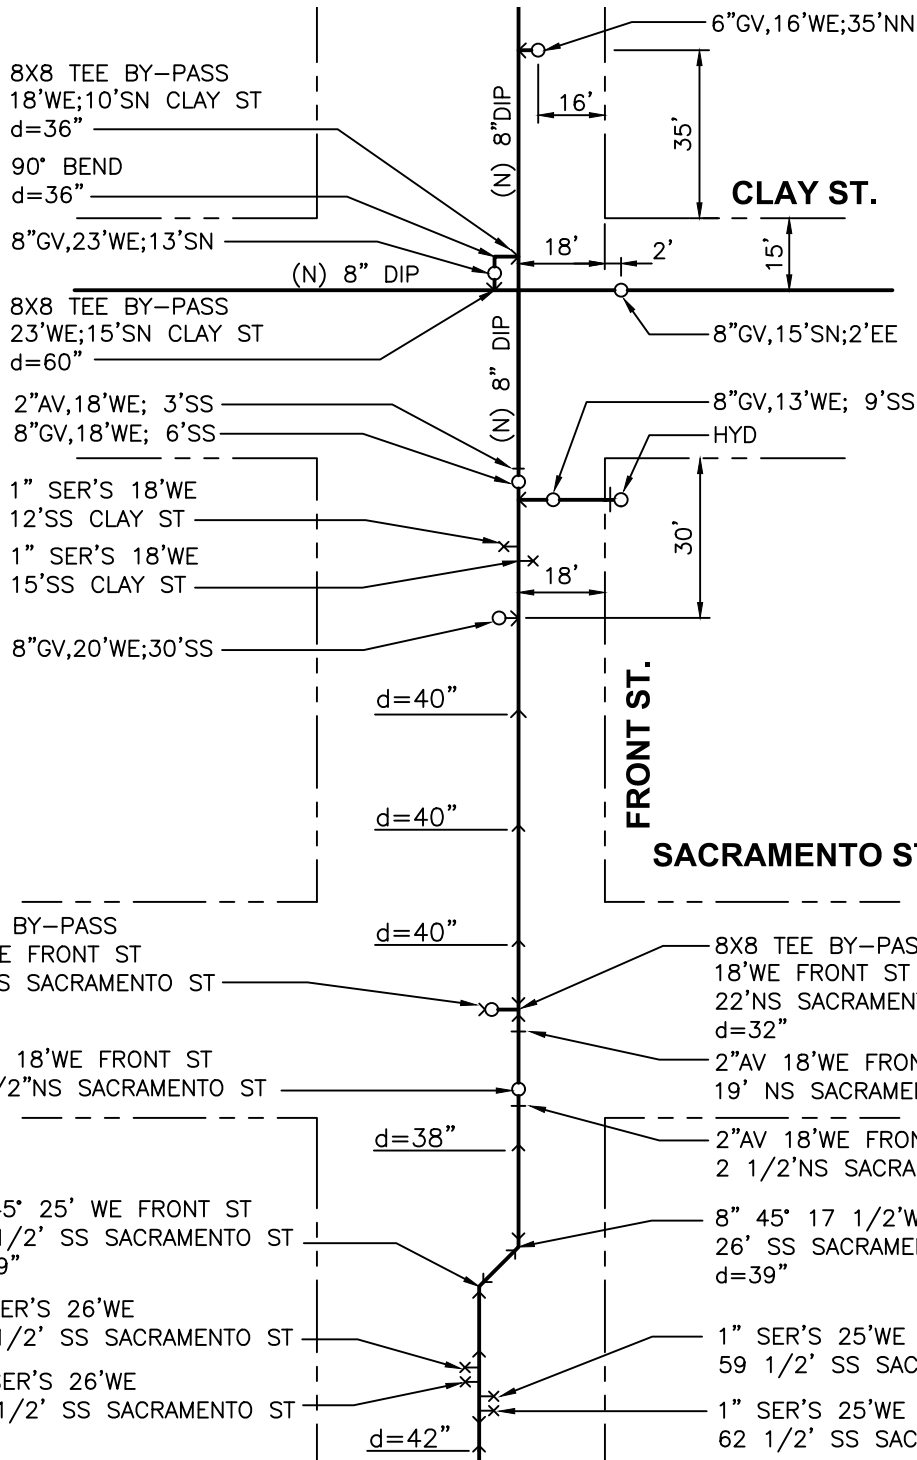 6"GV,16'WE;35'NN
8X8 TEE BY-PASS
18'WE;10'SN CLAY ST
d=36"
90° BEND
d=36"
8"GV,23'WE;13'SN
(N) 8"DIP
16'
35'
CLAY ST.
18'
2'
15'
(N) 8" DIP
8X8 TEE BY-PASS
23'WE;15'SN CLAY ST
d=60"
8"GV,15'SN;2'EE
(N) 8" DIP
2"AV,18'WE; 3'SS
8"GV,18'WE; 6'SS
8"GV,13'WE; 9'SS
HYD
1" SER'S 18'WE
12'SS CLAY ST
1" SER'S 18'WE
15'SS CLAY ST
30'
18'
8"GV,20'WE;30'SS
d=40"
FRONT ST.
d=40"
SACRAMENTO ST
BY-PASS
E FRONT ST
S SACRAMENTO ST
d=40"
8X8 TEE BY-PAS
18'WE FRONT ST
22'NS SACRAMEN
d=32"
18'WE FRONT ST
/2"NS SACRAMENTO ST
2"AV 18'WE FRON
19' NS SACRAME
d=38"
2"AV 18'WE FRON
2 1/2'NS SACRA
5° 25' WE FRONT ST
1/2' SS SACRAMENTO ST
9"
8" 45° 17 1/2'W
26' SS SACRAME
d=39"
ER'S 26'WE
1/2' SS SACRAMENTO ST
SER'S 26'WE
1/2' SS SACRAMENTO ST
1" SER'S 25'WE
59 1/2' SS SAC
1" SER'S 25'WE
62 1/2' SS SAC
d=42"